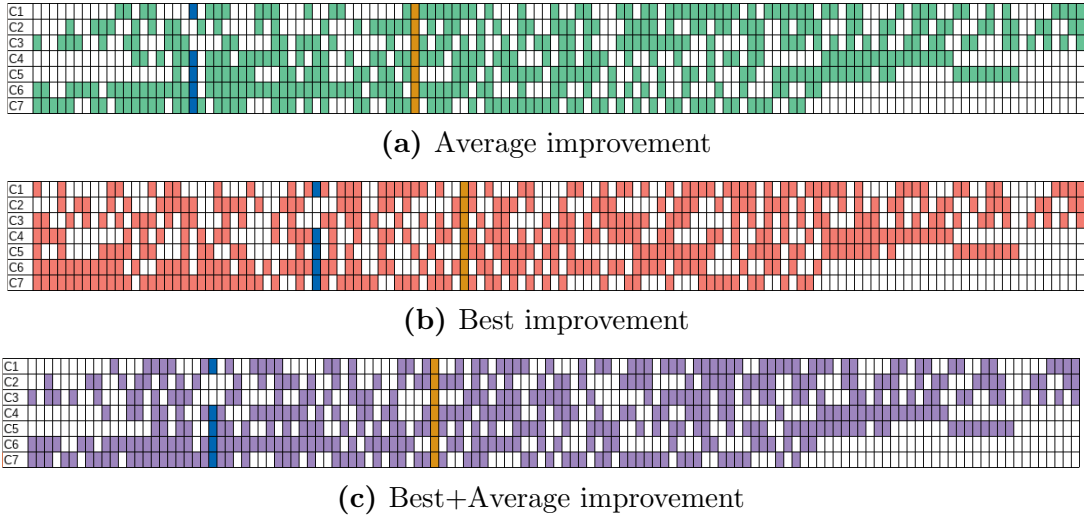 C1
C2
C3
C4
C5
C6
C7
(a) Average improvement
C1
C2
C3
C4
C5
C6
C7
(b) Best improvement
C1
C2
C3
C4
C5
C6
C7
(c) Best+Average improvement